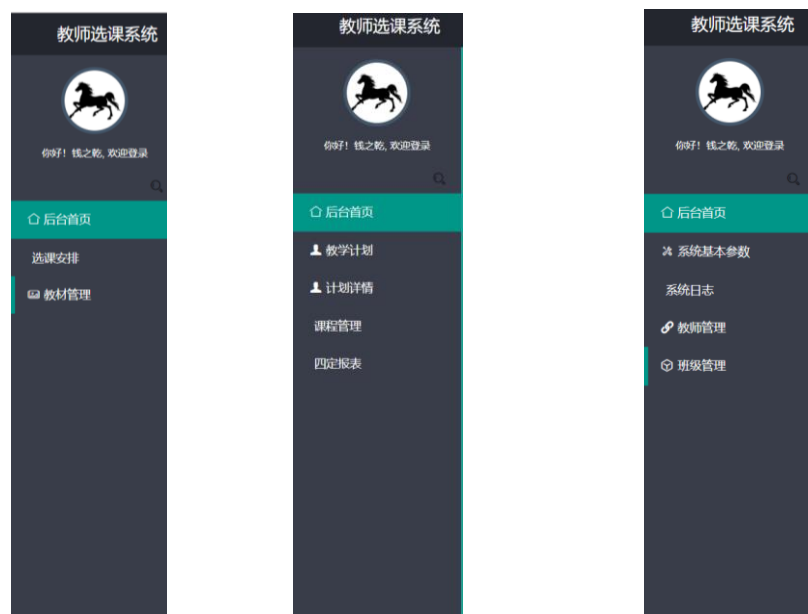 教师选课系统
你好！钱之乾, 欢迎登录
后台首页
选课安排
教材管理
教师选课系统
你好！钱之乾, 欢迎登录
后台首页
教学计划
计划详情
课程管理
四定报表
教师选课系统
你好！钱之乾, 欢迎登录
后台首页
系统基本参数
系统日志
教师管理
班级管理